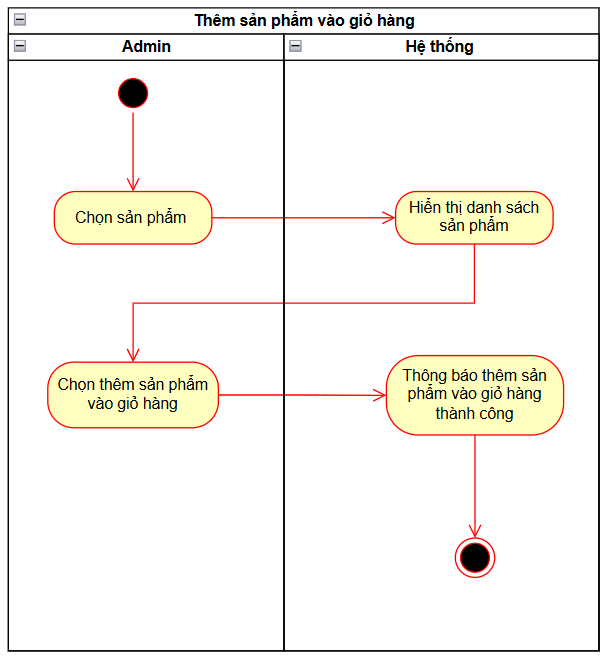 Thêm sản phẩm vào giỏ hàng
Admin
Hệ thống
Chọn sản phẩm
Hiển thị danh sách
sản phẩm
Chọn thêm sản phẩm
vào giỏ hàng
Thông báo thêm sản
phẩm vào giỏ hàng
thành công